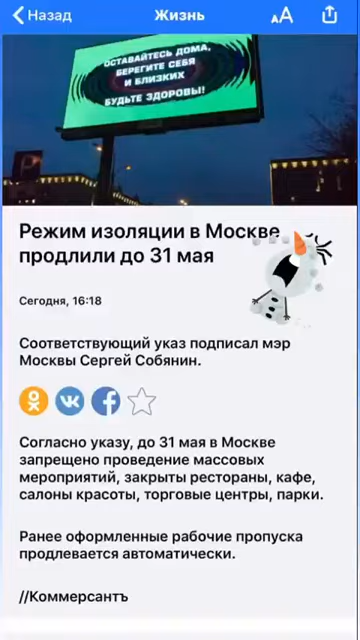 Назад
Жизнь
АА
ОСТАВАЙТЕСЬ ДОМА,
БЕРЕГИТЕ СЕБЯ
И БЛИЗКИХ
БУДЬТЕ ЗДОРОВЫ!
Режим изоляции в Москве
продлили до 31 мая
Сегодня, 16:18
Соответствующий указ подписал мэр
Москвы Сергей Собянин.
Согласно указу, до 31 мая в Москве
запрещено проведение массовых
мероприятий, закрыты рестораны, кафе,
салоны красоты, торговые центры, парки.
Ранее оформленные рабочие пропуска
продлевается автоматически.
//Коммерсантъ